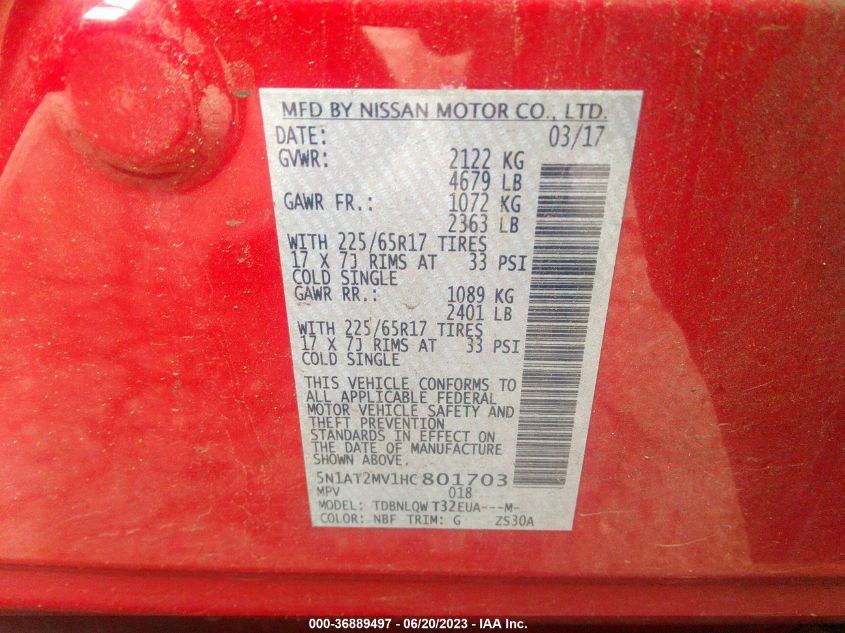 MFD BY NISSAN MOTOR CO., LTD.
DATE: 03/17
GVWR: 2122 KG
4679 LB
GAWR FR.: 1072 KG
2363 LB
WITH 225/65R17 TIRES
17 X 7J RIMS AT 33 PSI
COLD SINGLE
GAWR RR.: 1089 KG
2401 LB
WITH 225/65R17 TIRES
17 X 7J RIMS AT 33 PSI
COLD SINGLE
THIS VEHICLE CONFORMS TO
ALL APPLICABLE FEDERAL
MOTOR VEHICLE SAFETY AND
THEFT PREVENTION
STANDARDS IN EFFECT ON
THE DATE OF MANUFACTURE
SHOWN ABOVE.
5N1AT2MV1HC801703
MPV 018
MODEL: TDBNLQW T32EUA---M-
COLOR: NBF TRIM: G ZS30A
000-36889497 - 06/20/2023 - IAA Inc.